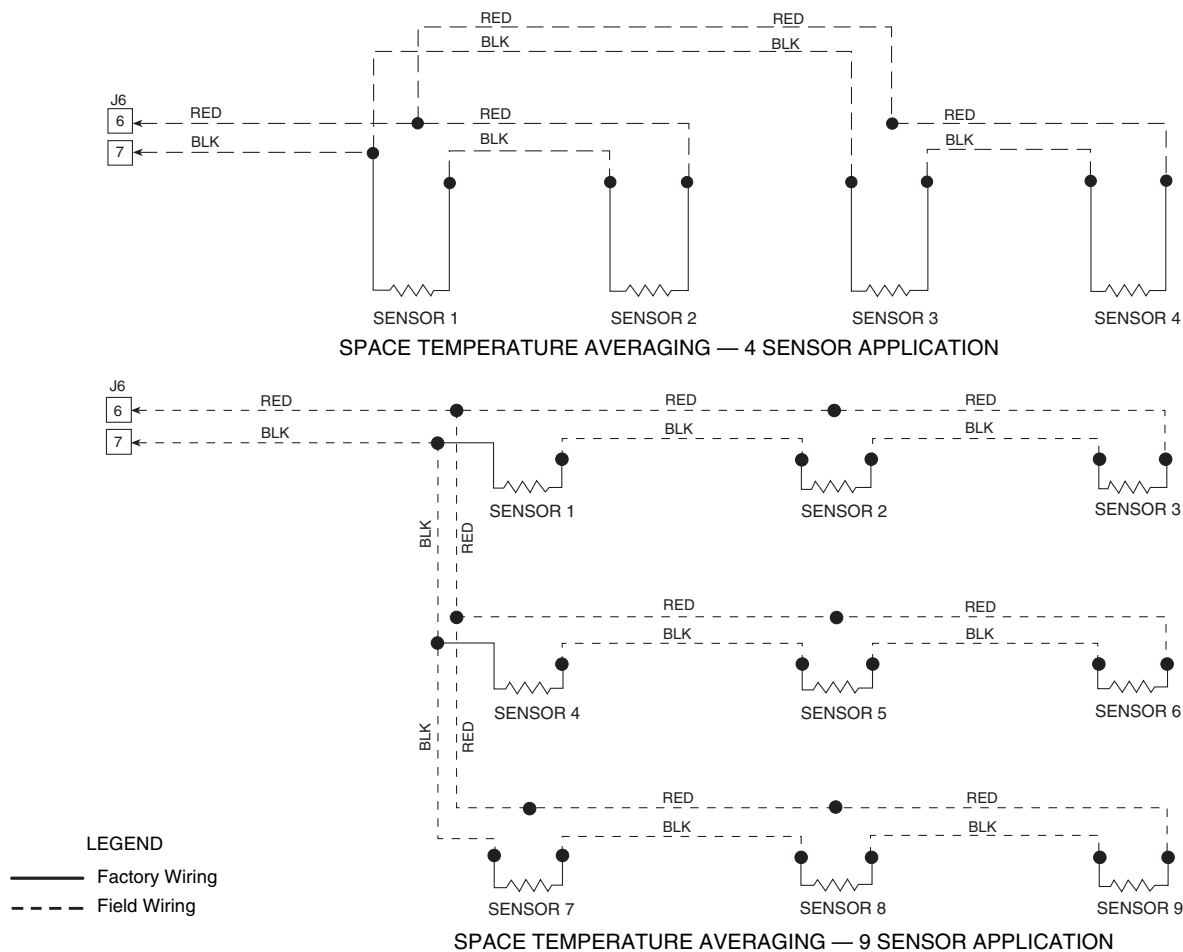 RED RED
BLK BLK
J6
6 RED RED RED
7 BLK BLK BLK
SENSOR 1 SENSOR 2 SENSOR 3 SENSOR 4
SPACE TEMPERATURE AVERAGING — 4 SENSOR APPLICATION
J6
6 RED RED RED
7 BLK BLK BLK
SENSOR 1 SENSOR 2 SENSOR 3
BLK RED
RED RED
BLK BLK
SENSOR 4 SENSOR 5 SENSOR 6
BLK RED
RED RED
BLK BLK
SENSOR 7 SENSOR 8 SENSOR 9
LEGEND
Factory Wiring
Field Wiring
SPACE TEMPERATURE AVERAGING — 9 SENSOR APPLICATION